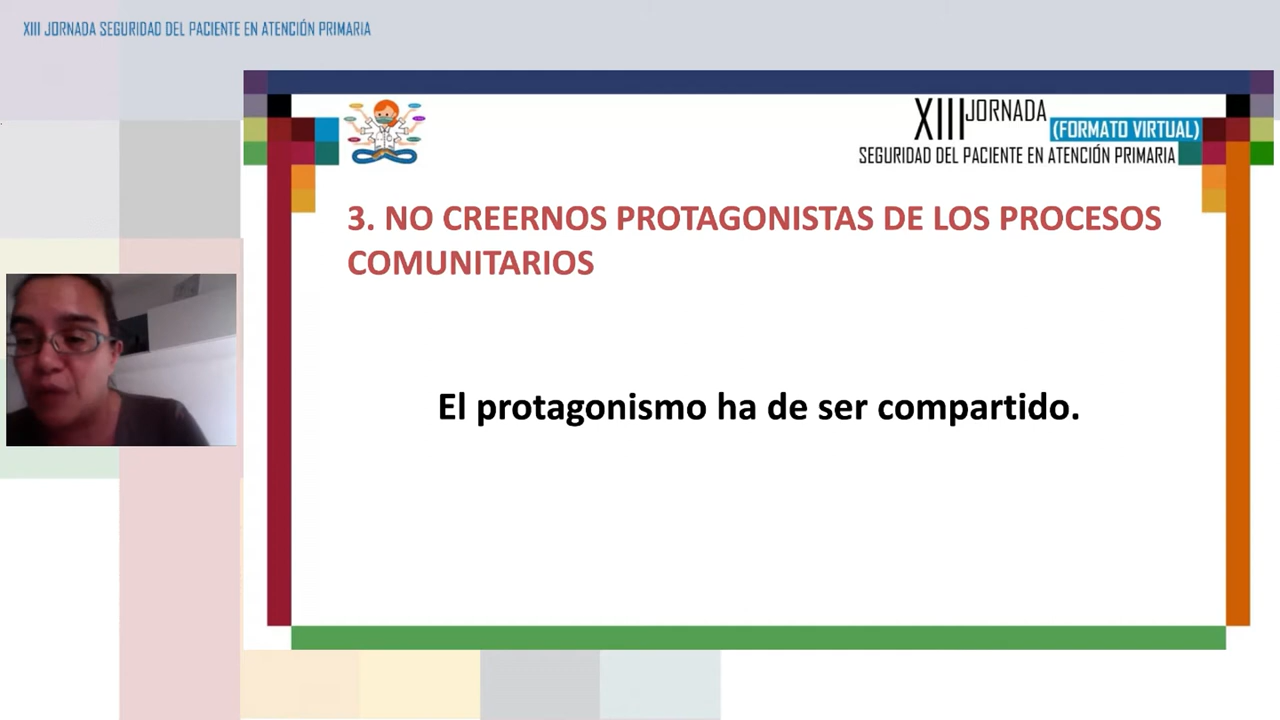 XIII JORNADA SEGURIDAD DEL PACIENTE EN ATENCIÓN PRIMARIA
XIII JORNADA
(FORMATO VIRTUAL)
SEGURIDAD DEL PACIENTE EN ATENCIÓN PRIMARIA
3. NO CREERNOS PROTAGONISTAS DE LOS PROCESOS
COMUNITARIOS
El protagonismo ha de ser compartido.